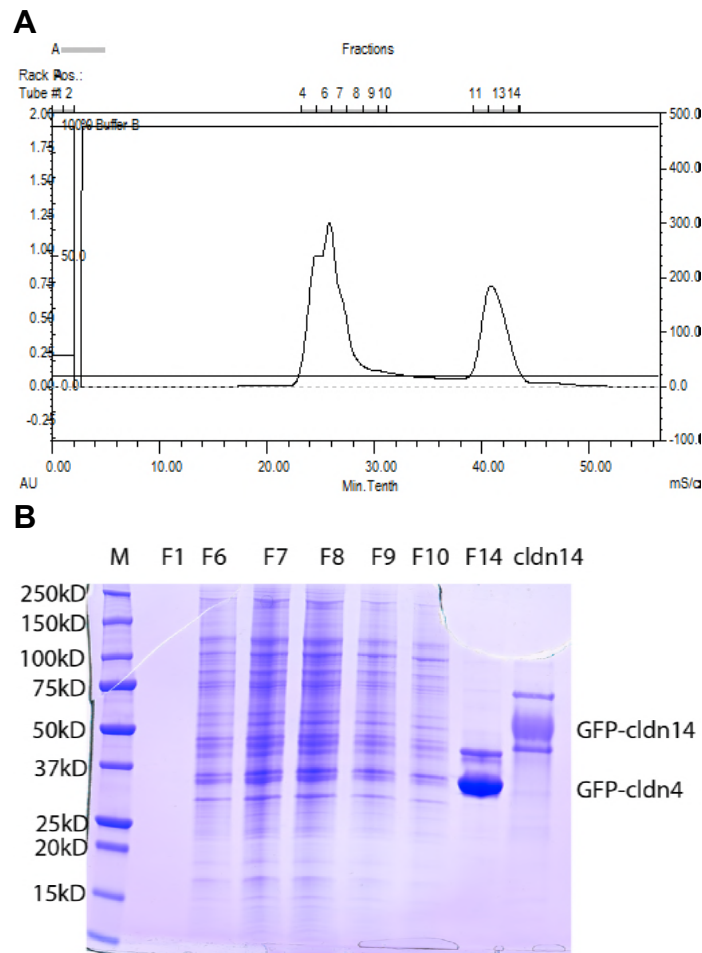 A
A
Fractions
Rack Pos.:
Tube # 1 2 4 6 7 8 9 10 11 13 14
2.00 100% Buffer B 500.0
1.75
1.50 400.0
1.25 300.0
1.00 50.0
0.75 200.0
0.50
0.25 100.0
0.00 0.0 0.0
-0.25
-100.0
0.00 10.00 20.00 30.00 40.00 50.00
AU Min.Tenth mS/c
B
M F1 F6 F7 F8 F9 F10 F14 cldn14
250kD
150kD
100kD
75kD
50kD GFP-cldn14
37kD
GFP-cldn4
25kD
20kD
15kD